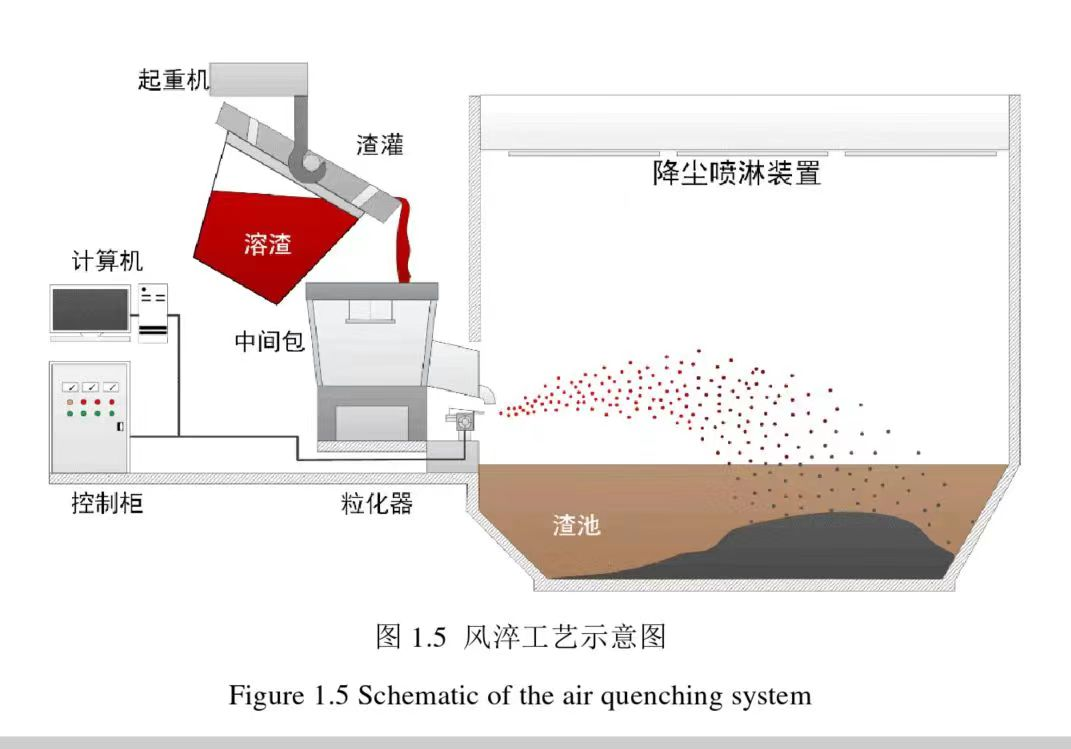 起重机
渣灌
降尘喷淋装置
溶渣
计算机
中间包
控制柜
粒化器
渣池
图 1.5 风淬工艺示意图
Figure 1.5 Schematic of the air quenching system